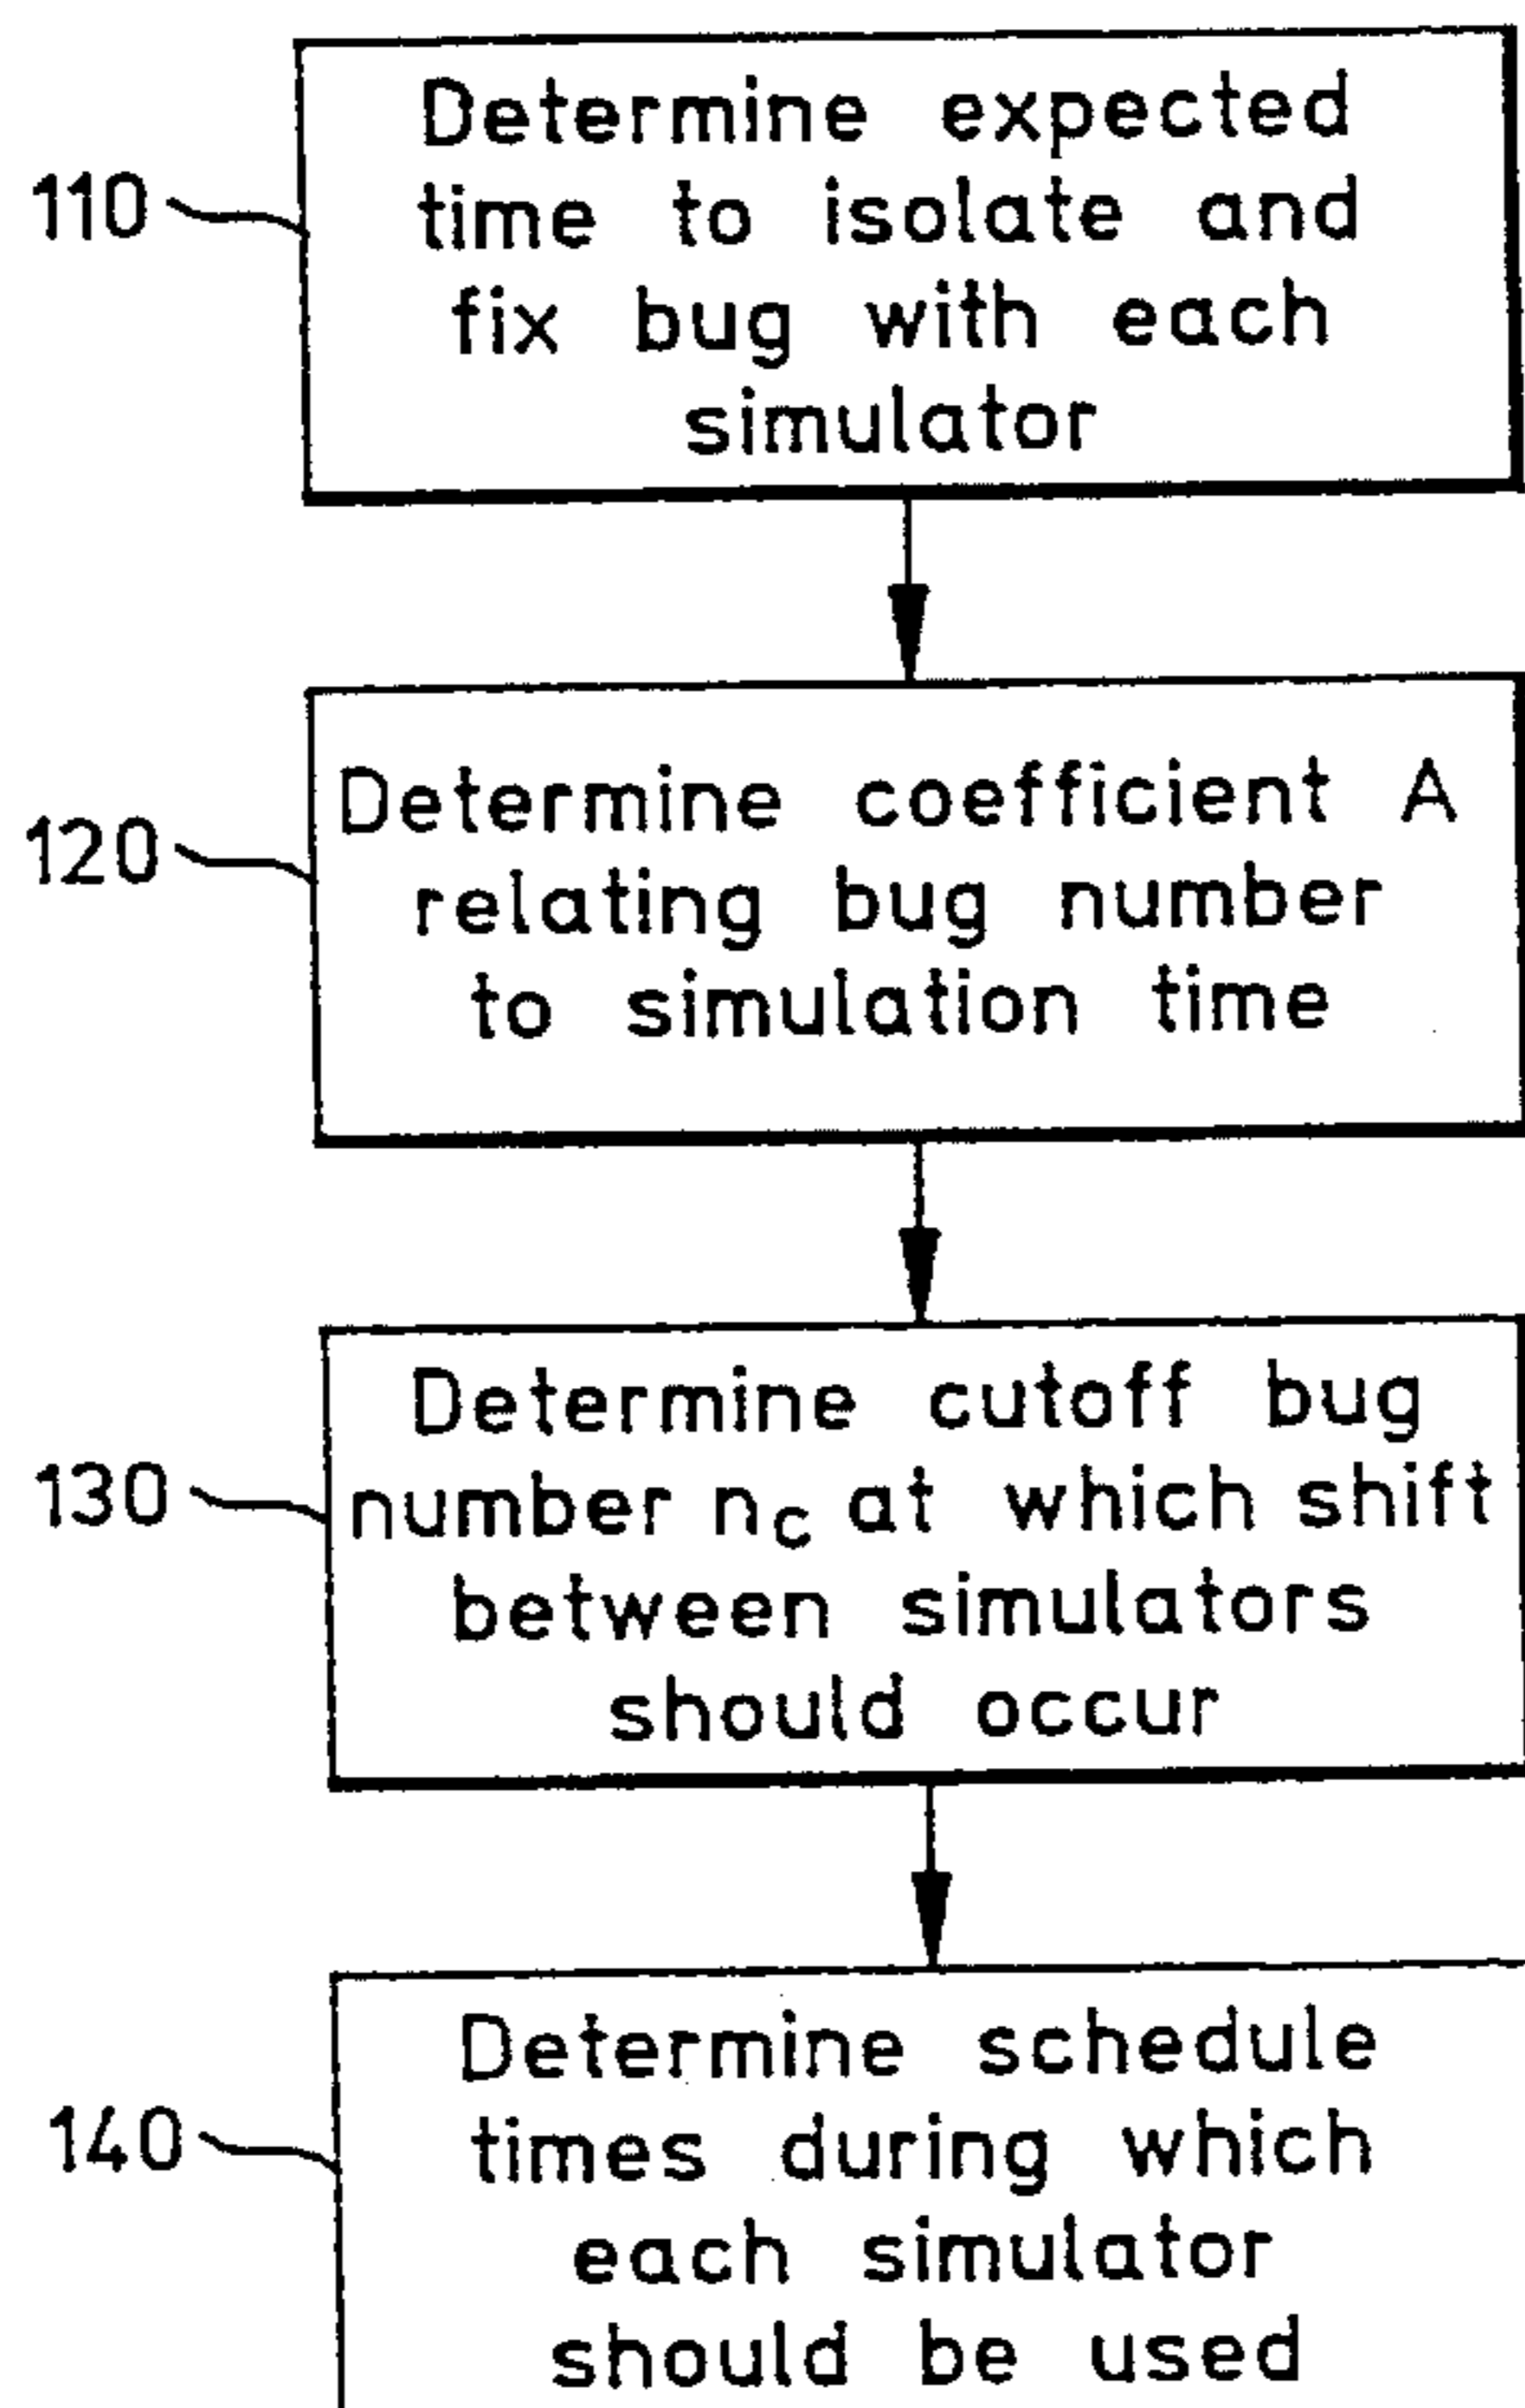 Determine expected
110 time to isolate and
fix bug with each
simulator
Determine coefficient A
120 relating bug number
to simulation time
Determine cutoff bug
130 number nc at which shift
between simulators
should occur
Determine schedule
140 times during which
each simulator
should be used